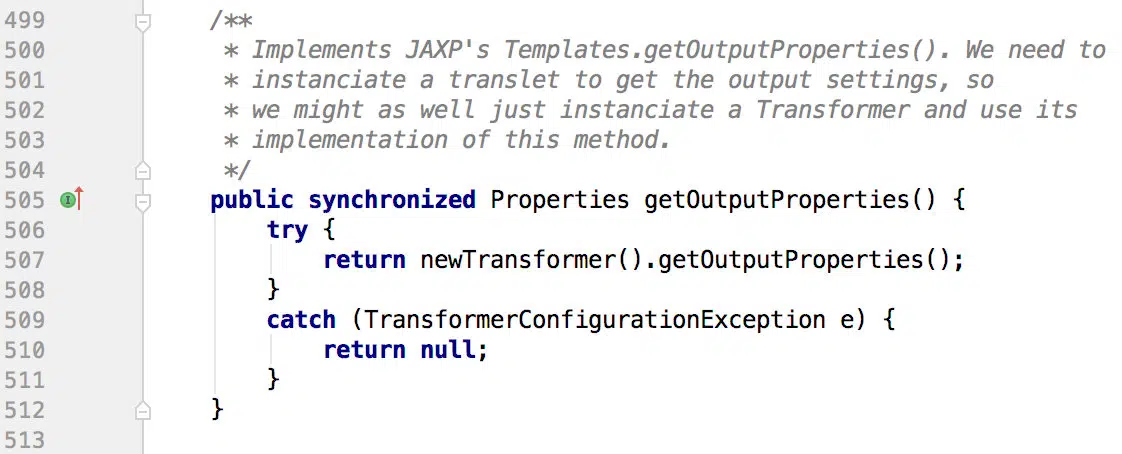 499 /**
500 * Implements JAXP's Templates.getOutputProperties(). We need to
501 * instanciate a translet to get the output settings, so
502 * we might as well just instanciate a Transformer and use its
503 * implementation of this method.
504 */
505 public synchronized Properties getOutputProperties() {
506 try {
507 return newTransformer().getOutputProperties();
508 }
509 catch (TransformerConfigurationException e) {
510 return null;
511 }
512 }
513